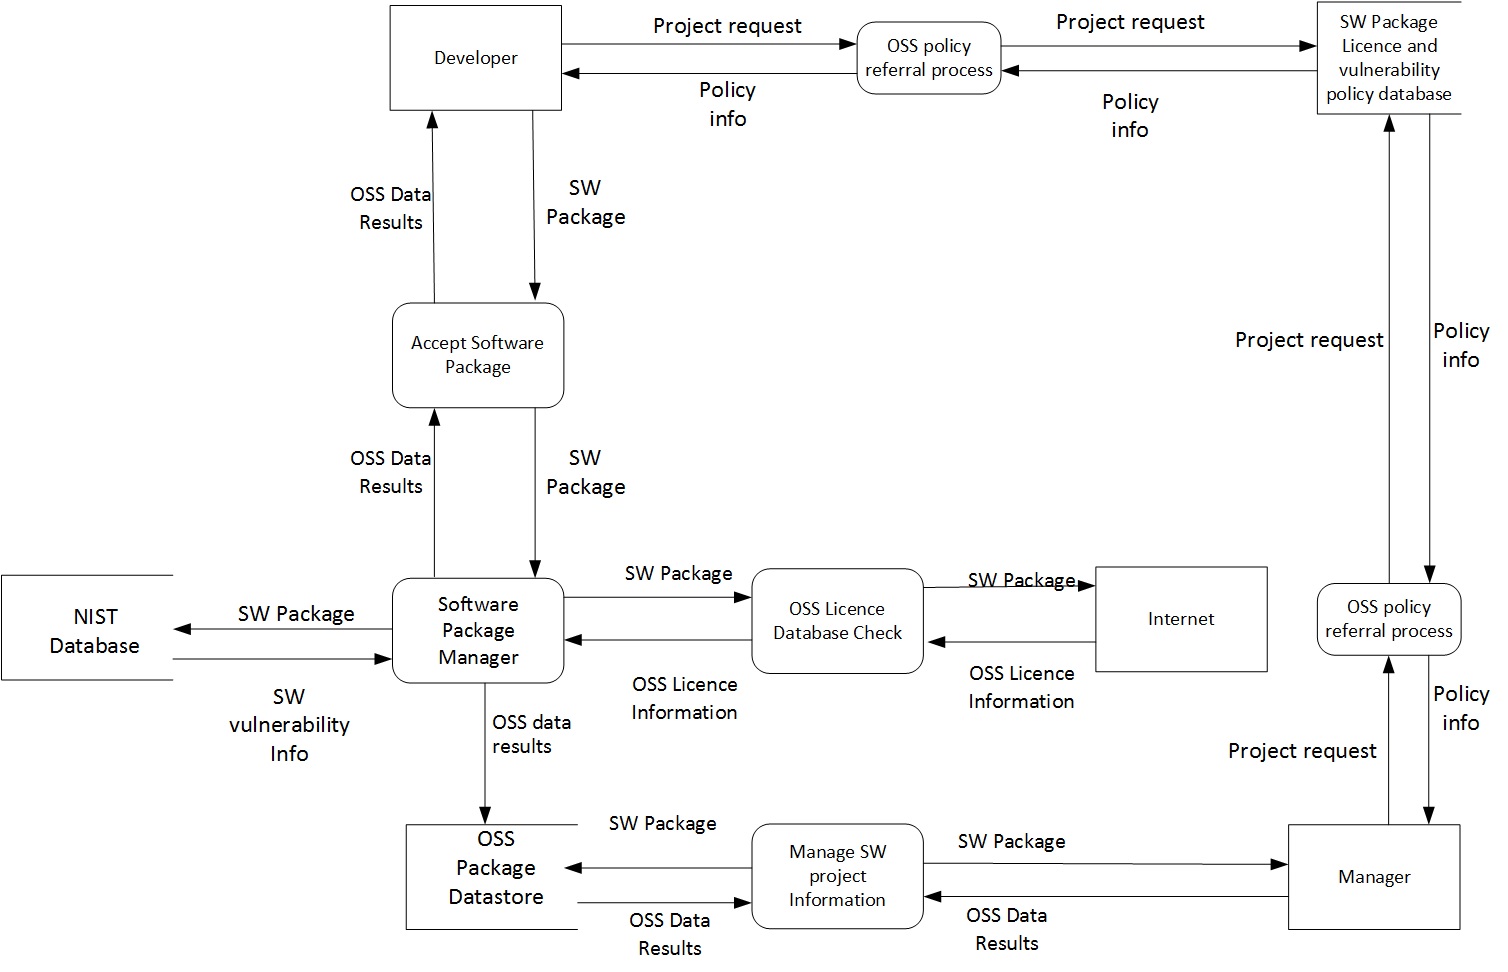 Developer
Project request
OSS policy
referral process
Project request
SW Package
Licence and
vulnerability
policy database
Policy
info
Policy
info
OSS Data
Results
SW
Package
Accept Software
Package
Project request
Policy
info
OSS Data
Results
SW
Package
NIST
Database
SW Package
SW
vulnerability
Info
Software
Package
Manager
SW Package
OSS Licence
Information
OSS Licence
Database Check
SW Package
OSS Licence
Information
Internet
OSS policy
referral process
Project request
Policy
info
OSS data
results
OSS
Package
Datastore
SW Package
OSS Data
Results
Manage SW
project
Information
SW Package
OSS Data
Results
Manager